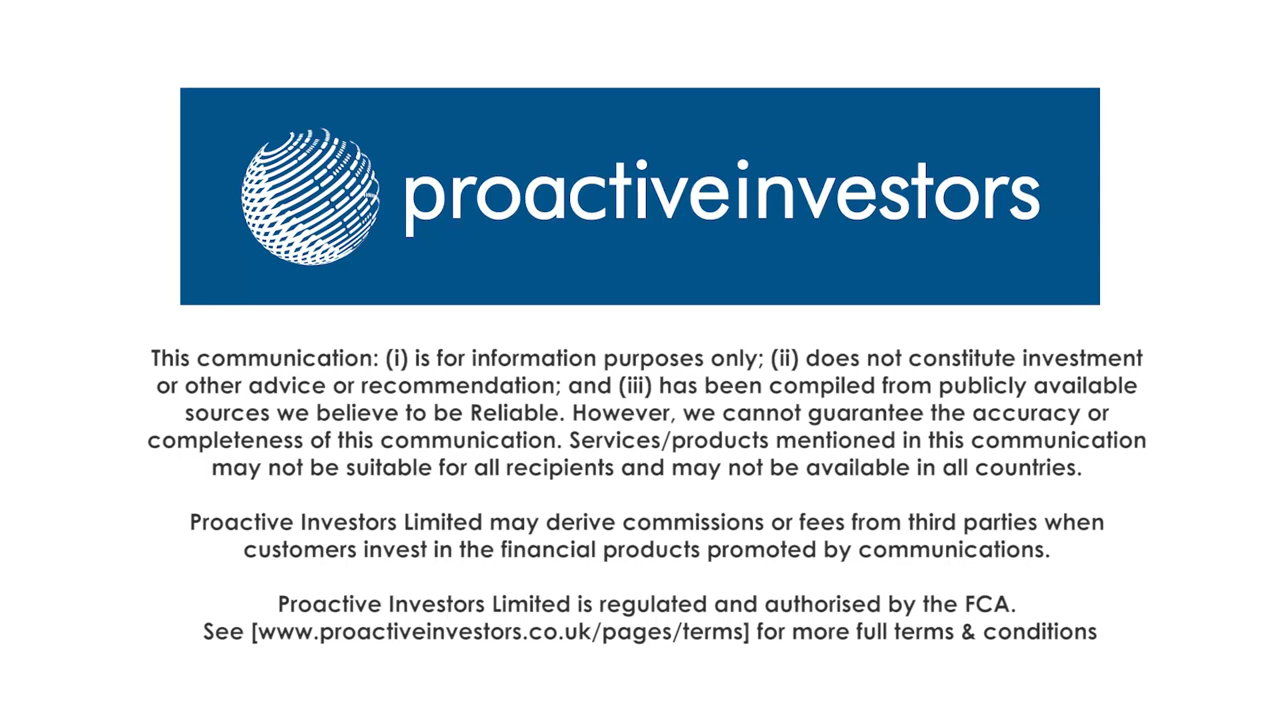 proactiveinvestors
This communication: (i) is for information purposes only; (ii) does not constitute investment
or other advice or recommendation; and (iii) has been compiled from publicly available
sources we believe to be Reliable. However, we cannot guarantee the accuracy or
completeness of this communication. Services/products mentioned in this communication
may not be suitable for all recipients and may not be available in all countries.
Proactive Investors Limited may derive commissions or fees from third parties when
customers invest in the financial products promoted by communications.
Proactive Investors Limited is regulated and authorised by the FCA.
See [www.proactiveinvestors.co.uk/pages/terms] for more full terms & conditions